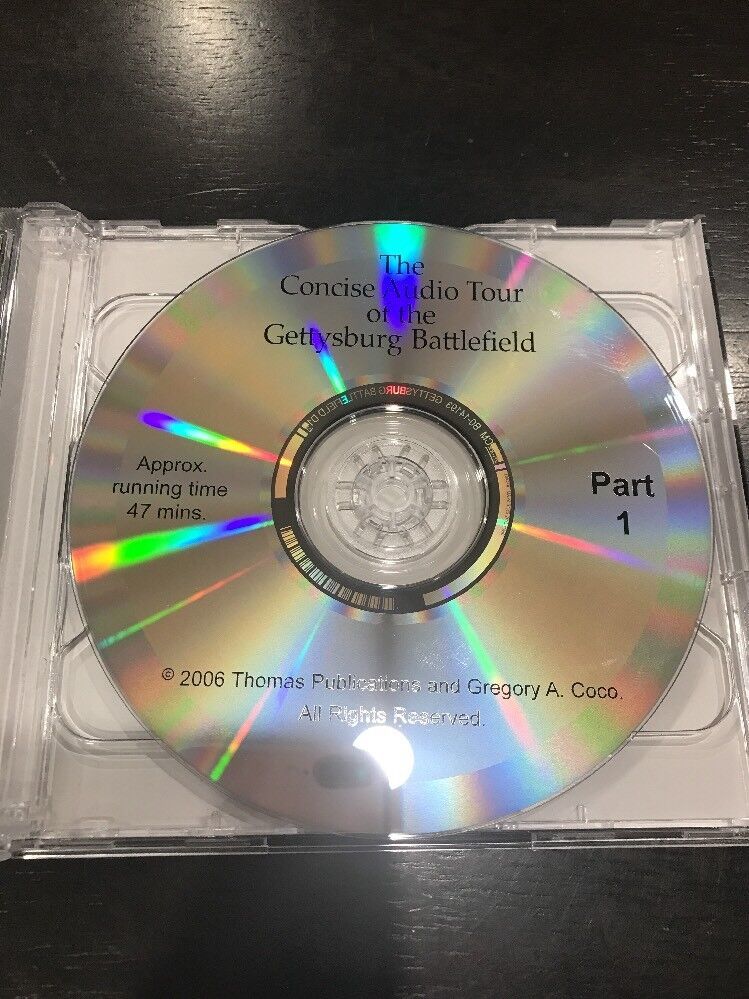 The
Concise Audio Tour
of the
Gettysburg Battlefield
Approx.
running time
47 mins.
Part
1
© 2006 Thomas Publications and Gregory A. Coco.
All Rights Reserved.